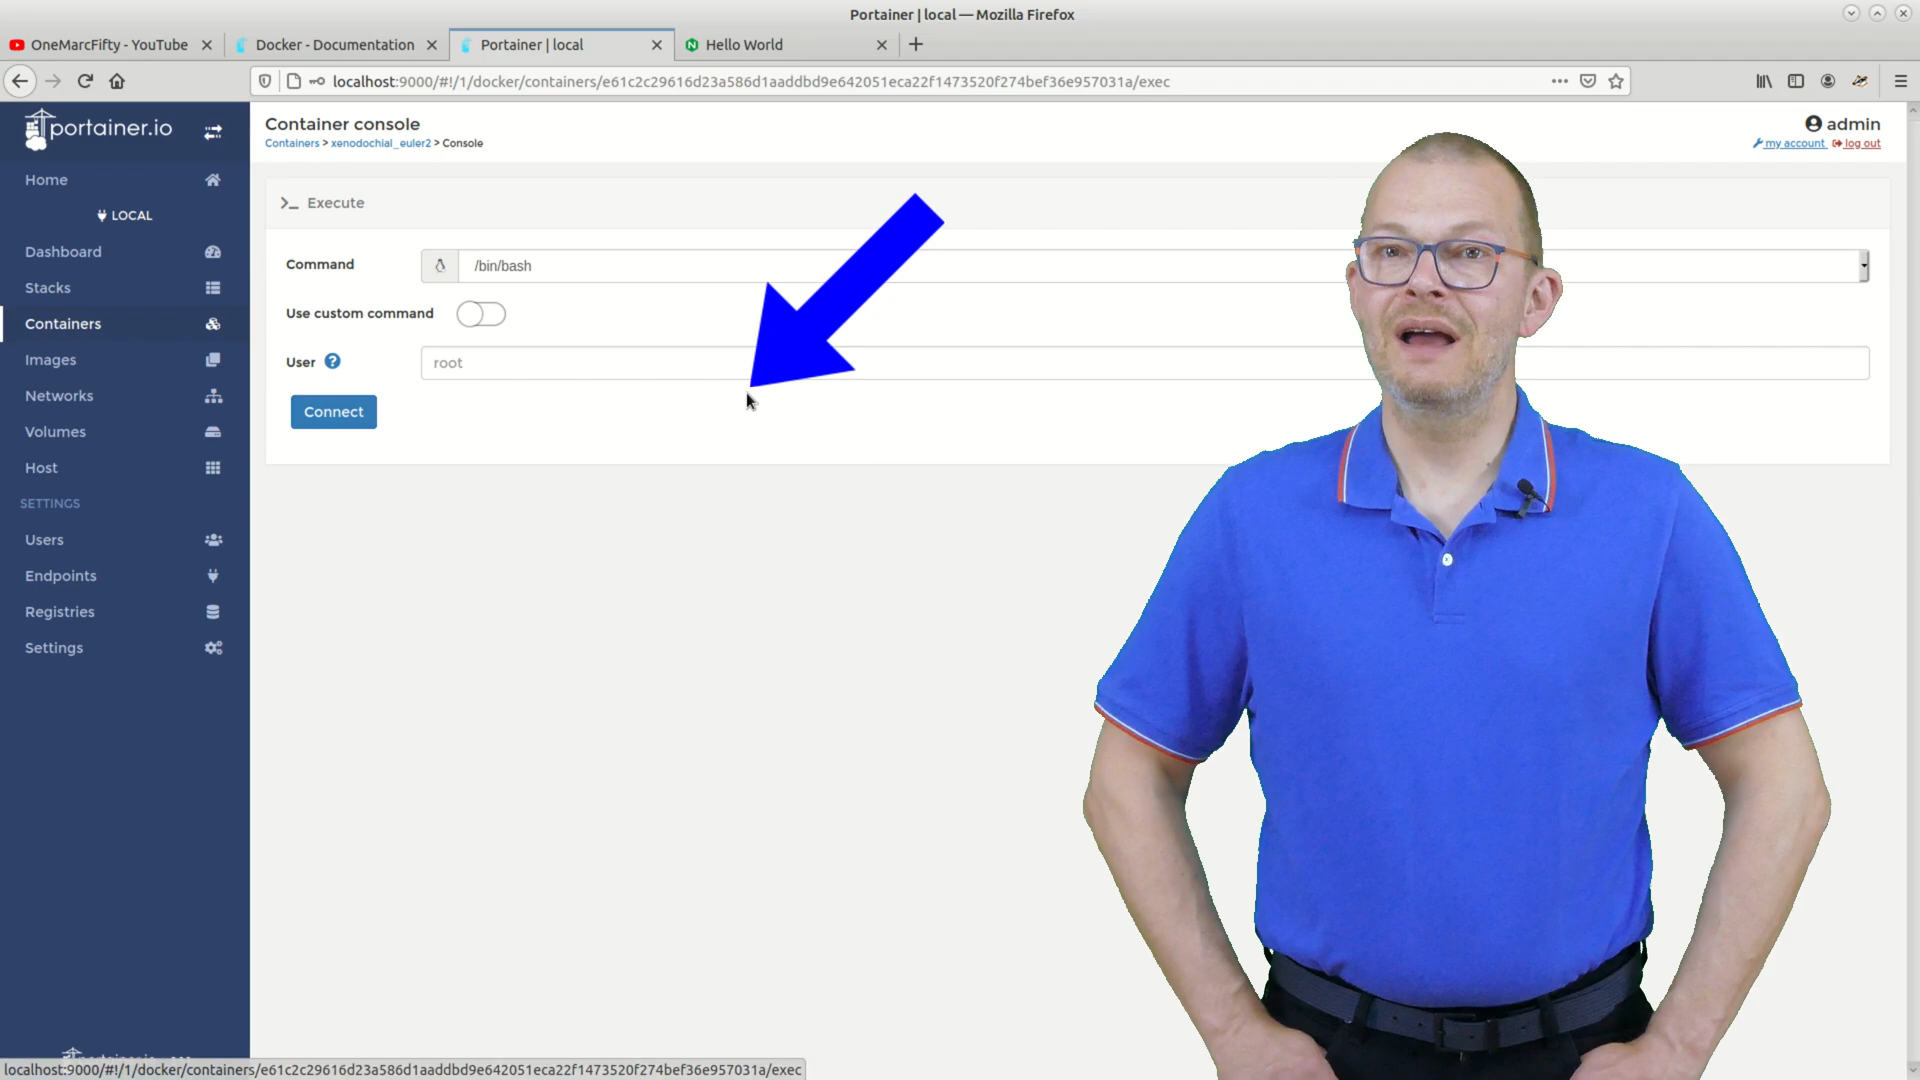 Portainer | local — Mozilla Firefox
OneMarcFifty - YouTube
Docker - Documentation
Portainer | local
Hello World
localhost:9000/#!/1/docker/containers/e61c2c29616d23a586d1aaddbd9e642051eca22f1473520f274bef36e957031a/exec
portainer.io
Container console
admin
Containers > xenodochial_euler2 > Console
my account
log out
Home
LOCAL
Dashboard
Stacks
Containers
Images
Networks
Volumes
Host
SETTINGS
Users
Endpoints
Registries
Settings
>_ Execute
Command
/bin/bash
Use custom command
User
root
Connect
localhost:9000/#!/1/docker/containers/e61c2c29616d23a586d1aaddbd9e642051eca22f1473520f274bef36e957031a/exec